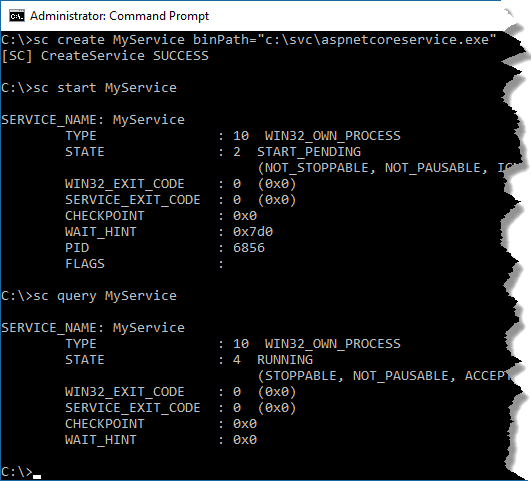 Administrator: Command Prompt
C:\>sc create MyService binPath="c:\svc\aspnetcoreservice.exe"
[SC] CreateService SUCCESS
C:\>sc start MyService
SERVICE_NAME: MyService
TYPE : 10 WIN32_OWN_PROCESS
STATE : 2 START_PENDING
(NOT_STOPPABLE, NOT_PAUSABLE,
WIN32_EXIT_CODE : 0 (0x0)
SERVICE_EXIT_CODE : 0 (0x0)
CHECKPOINT : 0x0
WAIT_HINT : 0x7d0
PID : 6856
FLAGS :
C:\>sc query MyService
SERVICE_NAME: MyService
TYPE : 10 WIN32_OWN_PROCESS
STATE : 4 RUNNING
(STOPPABLE, NOT_PAUSABLE, ACCEPT
WIN32_EXIT_CODE : 0 (0x0)
SERVICE_EXIT_CODE : 0 (0x0)
CHECKPOINT : 0x0
WAIT_HINT : 0x0
C:\>